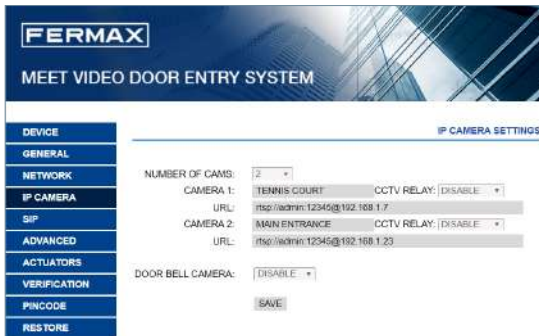 FERMAX
MEET VIDEO DOOR ENTRY SYSTEM
DEVICE
IP CAMERA SETTINGS
GENERAL
NETWORK
NUMBER OF CAMS: 2
IP CAMERA
CAMERA 1: TENNIS COURT CCTV RELAY: DISABLE
SIP
URL: rtsp://admin:12345@192.168.1.7
CAMERA 2: MAIN ENTRANCE CCTV RELAY: DISABLE
ADVANCED
URL: rtsp://admin:12345@192.168.1.23
ACTUATORS
DOOR BELL CAMERA: DISABLE
VERIFICATION
PINCODE
SAVE
RESTORE